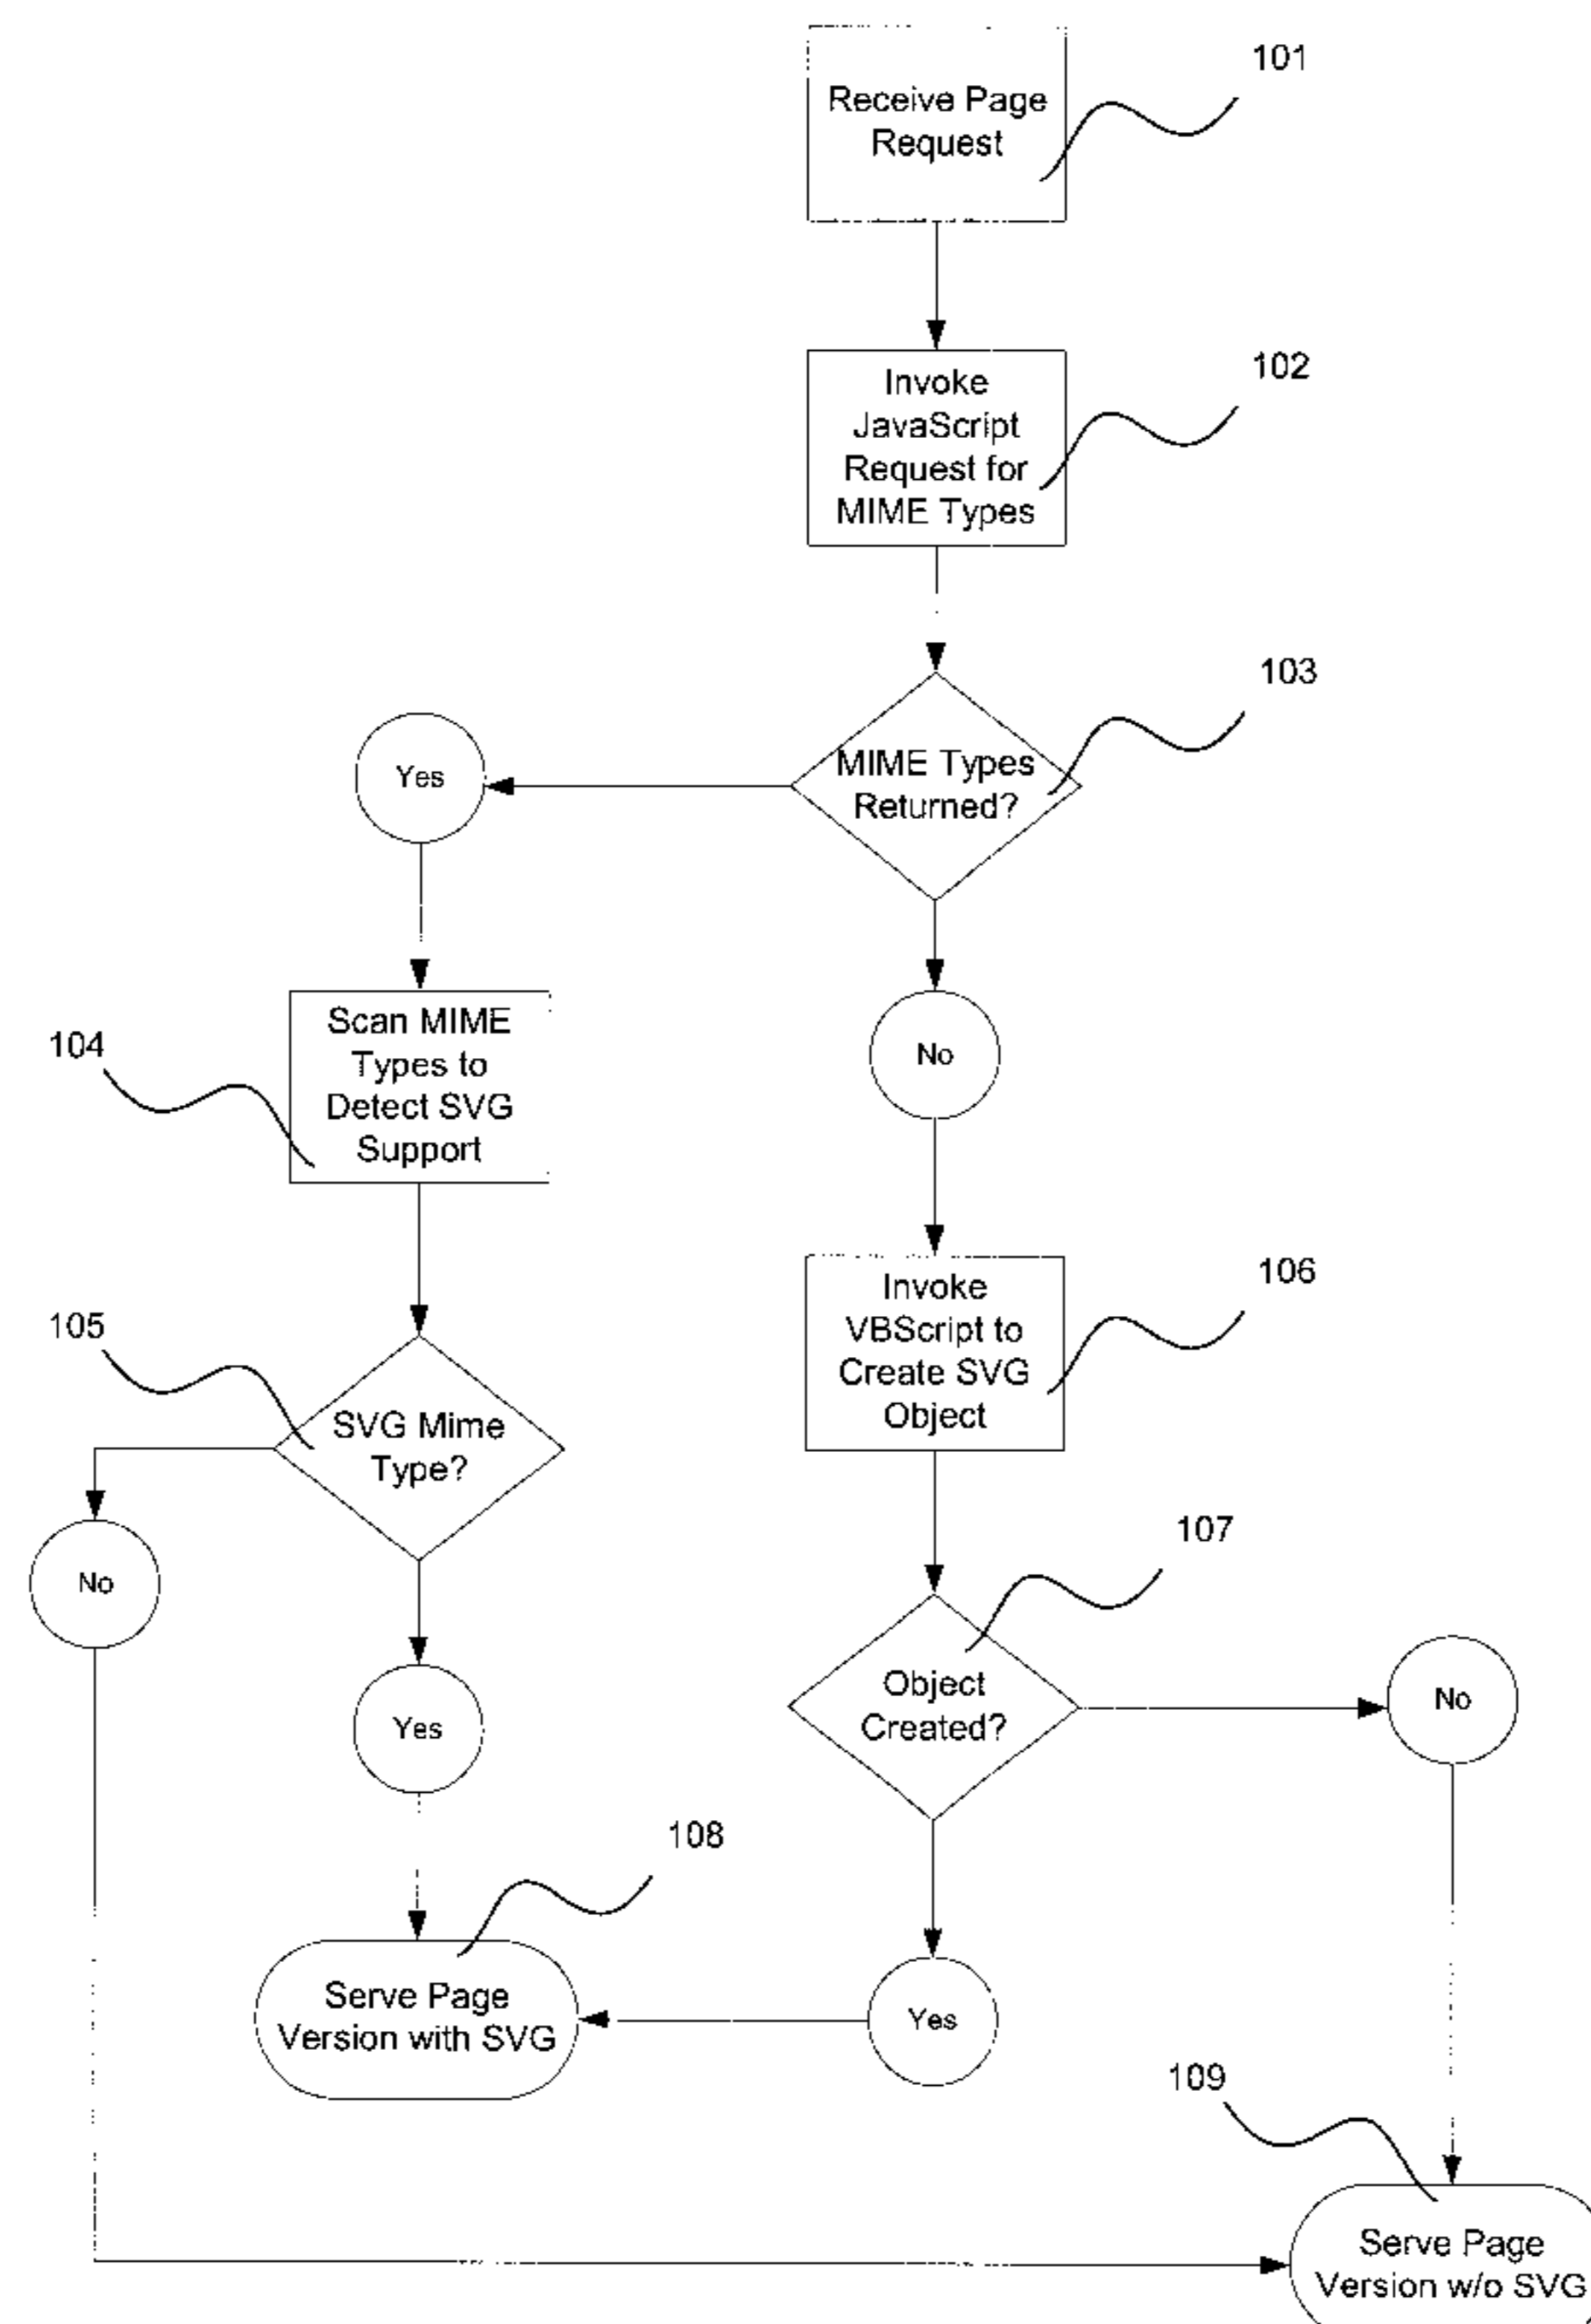 101
Receive Page
Request
102
Invoke
JavaScript
Request for
MIME Types
103
MIME Types
Returned?
Yes
No
104
Scan MIME
Types to
Detect SVG
Support
106
Invoke
VBScript to
Create SVG
Object
105
SVG Mime
Type?
No
Yes
107
Object
Created?
No
Yes
108
Serve Page
Version with SVG
109
Serve Page
Version w/o SVG